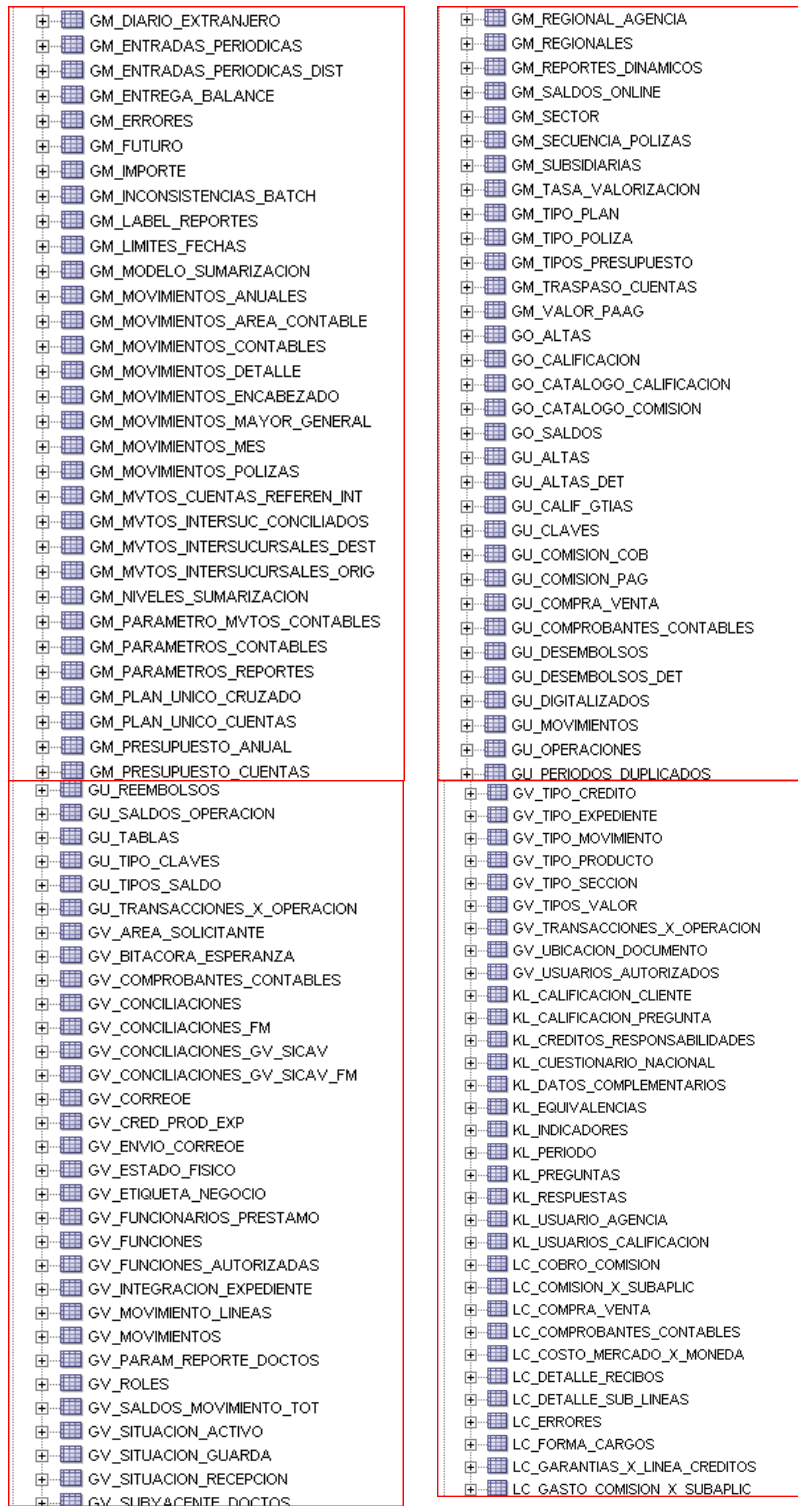 GM_DIARIO_EXTRANJERO
GM_ENTRADAS_PERIODICAS
GM_ENTRADAS_PERIODICAS_DIST
GM_ENTREGA_BALANCE
GM_ERRORES
GM_FUTURO
GM_IMPORTE
GM_INCONSISTENCIAS_BATCH
GM_LABEL_REPORTES
GM_LIMITES_FECHAS
GM_MODELO_SUMARIZACION
GM_MOVIMIENTOS_ANUALES
GM_MOVIMIENTOS_AREA_CONTABLE
GM_MOVIMIENTOS_CONTABLES
GM_MOVIMIENTOS_DETALLE
GM_MOVIMIENTOS_ENCABEZADO
GM_MOVIMIENTOS_MAYOR_GENERAL
GM_MOVIMIENTOS_MES
GM_MOVIMIENTOS_POLIZAS
GM_MVTOS_CUENTAS_REFEREN_INT
GM_MVTOS_INTERSUC_CONCILIADOS
GM_MVTOS_INTERSUCURSALES_DEST
GM_MVTOS_INTERSUCURSALES_ORIG
GM_NIVELES_SUMARIZACION
GM_PARAMETRO_MVTOS_CONTABLES
GM_PARAMETROS_CONTABLES
GM_PARAMETROS_REPORTES
GM_PLAN_UNICO_CRUZADO
GM_PLAN_UNICO_CUENTAS
GM_PRESUPUESTO_ANUAL
GM_PRESUPUESTO_CUENTAS
GM_REGIONAL_AGENCIA
GM_REGIONALES
GM_REPORTES_DINAMICOS
GM_SALDOS_ONLINE
GM_SECTOR
GM_SECUENCIA_POLIZAS
GM_SUBSIDIARIAS
GM_TASA_VALORIZACION
GM_TIPO_PLAN
GM_TIPO_POLIZA
GM_TIPOS_PRESUPUESTO
GM_TRASPASO_CUENTAS
GM_VALOR_PAAG
GO_ALTAS
GO_CALIFICACION
GO_CATALOGO_CALIFICACION
GO_CATALOGO_COMISION
GO_SALDOS
GU_ALTAS
GU_ALTAS_DET
GU_CALIF_GTIAS
GU_CLAVES
GU_COMISION_COB
GU_COMISION_PAG
GU_COMPRA_VENTA
GU_COMPROBANTES_CONTABLES
GU_DESEMBOLSOS
GU_DESEMBOLSOS_DET
GU_DIGITALIZADOS
GU_MOVIMIENTOS
GU_OPERACIONES
GU_PERIODOS_DUPLICADOS
GU_REEMBOLSOS
GU_SALDOS_OPERACION
GU_TABLAS
GU_TIPO_CLAVES
GU_TIPOS_SALDO
GU_TRANSACCIONES_X_OPERACION
GV_AREA_SOLICITANTE
GV_BITACORA_ESPERANZA
GV_COMPROBANTES_CONTABLES
GV_CONCILIACIONES
GV_CONCILIACIONES_FM
GV_CONCILIACIONES_GV_SICAV
GV_CONCILIACIONES_GV_SICAV_FM
GV_CORREOE
GV_CRED_PROD_EXP
GV_ENVIO_CORREOE
GV_ESTADO_FISICO
GV_ETIQUETA_NEGOCIO
GV_FUNCIONARIOS_PRESTAMO
GV_FUNCIONES
GV_FUNCIONES_AUTORIZADAS
GV_INTEGRACION_EXPEDIENTE
GV_MOVIMIENTO_LINEAS
GV_MOVIMIENTOS
GV_PARAM_REPORTE_DOCTOS
GV_ROLES
GV_SALDOS_MOVIMIENTO_TOT
GV_SITUACION_ACTIVO
GV_SITUACION_GUARDA
GV_SITUACION_RECEPCION
GV_SUBYACENTE_DOCTOS
GV_TIPO_CREDITO
GV_TIPO_EXPEDIENTE
GV_TIPO_MOVIMIENTO
GV_TIPO_PRODUCTO
GV_TIPO_SECCION
GV_TIPOS_VALOR
GV_TRANSACCIONES_X_OPERACION
GV_UBICACION_DOCUMENTO
GV_USUARIOS_AUTORIZADOS
KL_CALIFICACION_CLIENTE
KL_CALIFICACION_PREGUNTA
KL_CREDITOS_RESPONSABILIDADES
KL_CUESTIONARIO_NACIONAL
KL_DATOS_COMPLEMENTARIOS
KL_EQUIVALENCIAS
KL_INDICADORES
KL_PERIODO
KL_PREGUNTAS
KL_RESPUESTAS
KL_USUARIO_AGENCIA
KL_USUARIOS_CALIFICACION
LC_COBRO_COMISION
LC_COMISION_X_SUBAPLIC
LC_COMPRA_VENTA
LC_COMPROBANTES_CONTABLES
LC_COSTO_MERCADO_X_MONEDA
LC_DETALLE_RECIBOS
LC_DETALLE_SUB_LINEAS
LC_ERRORES
LC_FORMA_CARGOS
LC_GARANTIAS_X_LINEA_CREDITOS
LC_GASTO_COMISION_X_SUBAPLIC